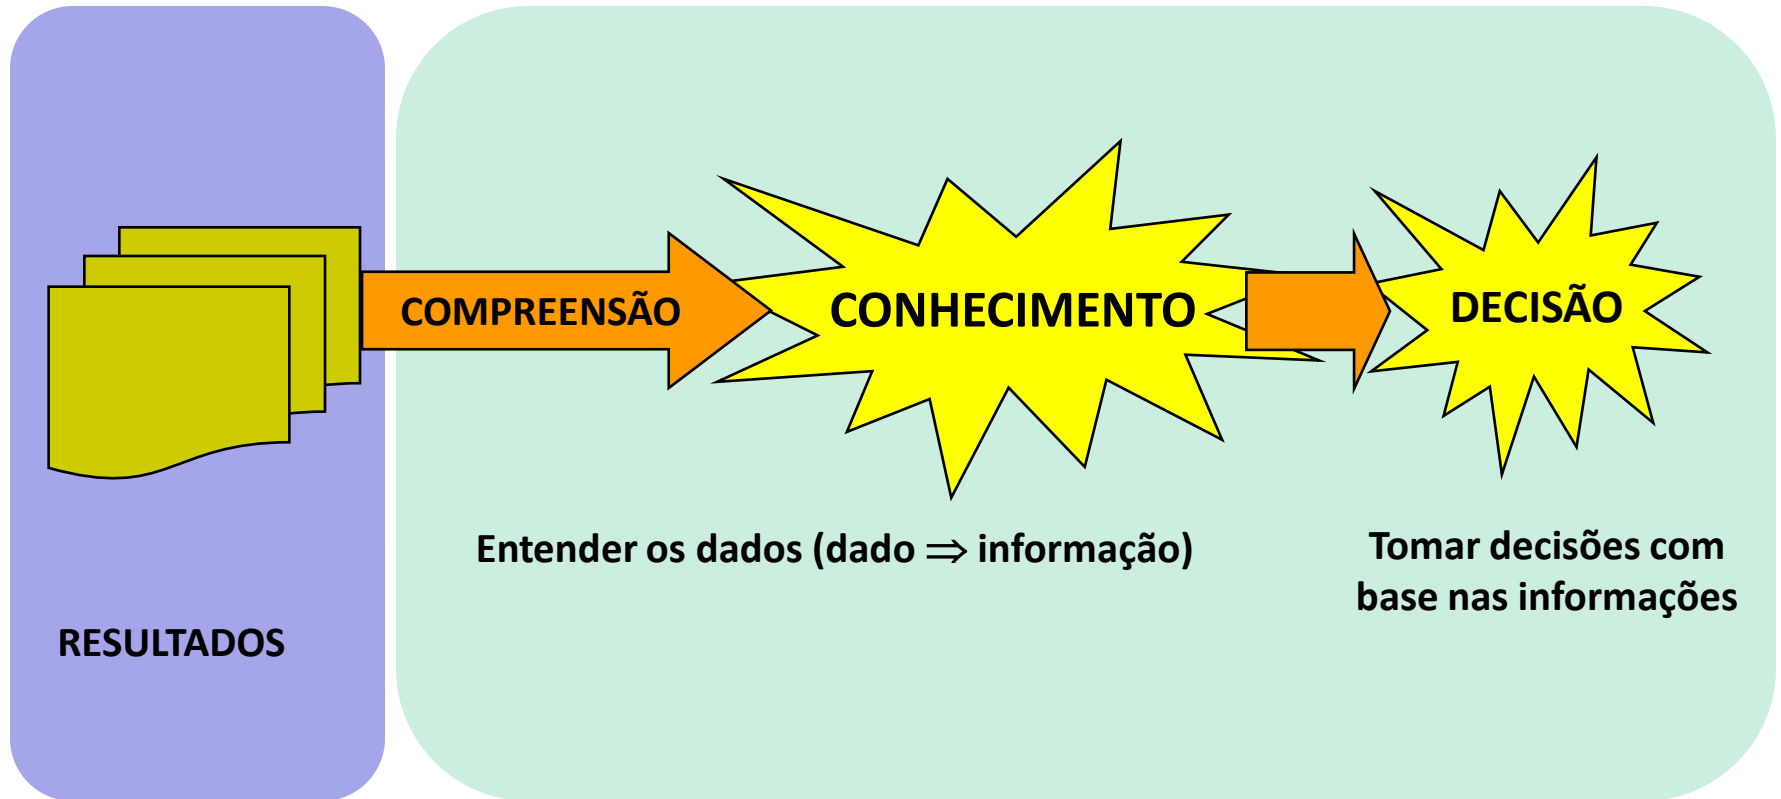 COMPREENSÃO
CONHECIMENTO
DECISÃO
Entender os dados (dado ⇒ informação)
Tomar decisões com
base nas informações
RESULTADOS